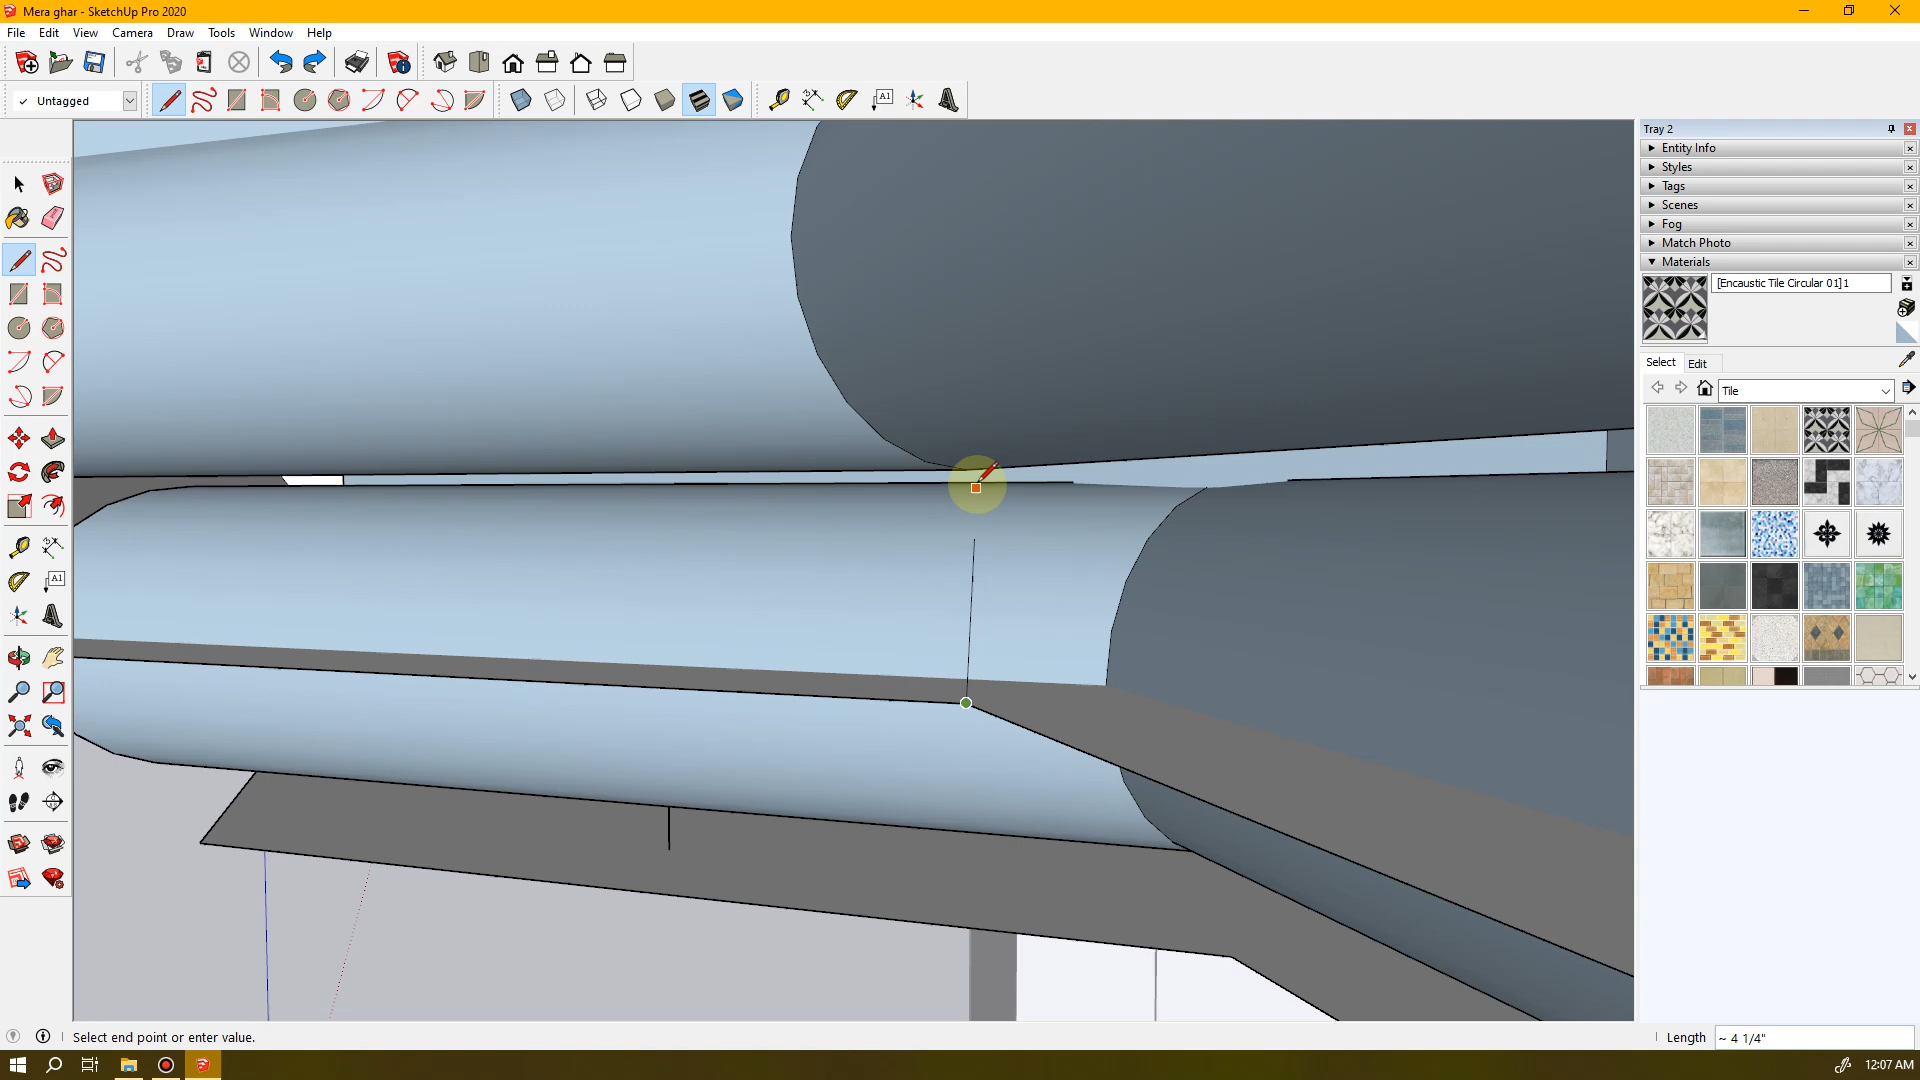 Mera ghar - SketchUp Pro 2020
File Edit View Camera Draw Tools Window Help
Untagged
A1
A1
Tray 2
Entity Info
Styles
Tags
Scenes
Fog
Match Photo
Materials
[Encaustic Tile Circular 01]1
Select Edit
Tile
Select end point or enter value.
Length ~ 4 1/4"
12:07 AM